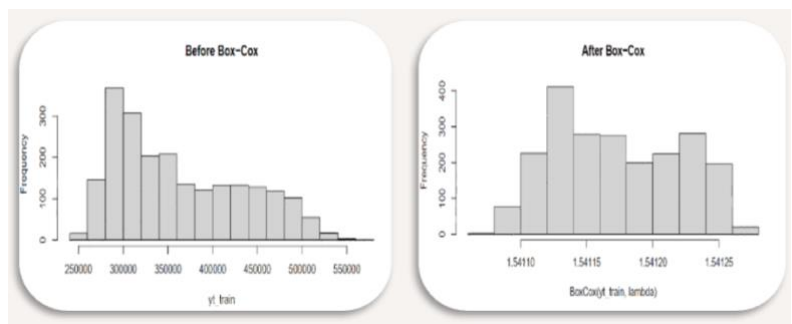 Before Box-Cox
Frequency
300
200
100
0
250000 300000 350000 400000 450000 500000 550000
yt_train
After Box-Cox
Frequency
400
300
200
100
0
1.54110 1.54115 1.54120 1.54125
BoxCox(yt_train, lambda)